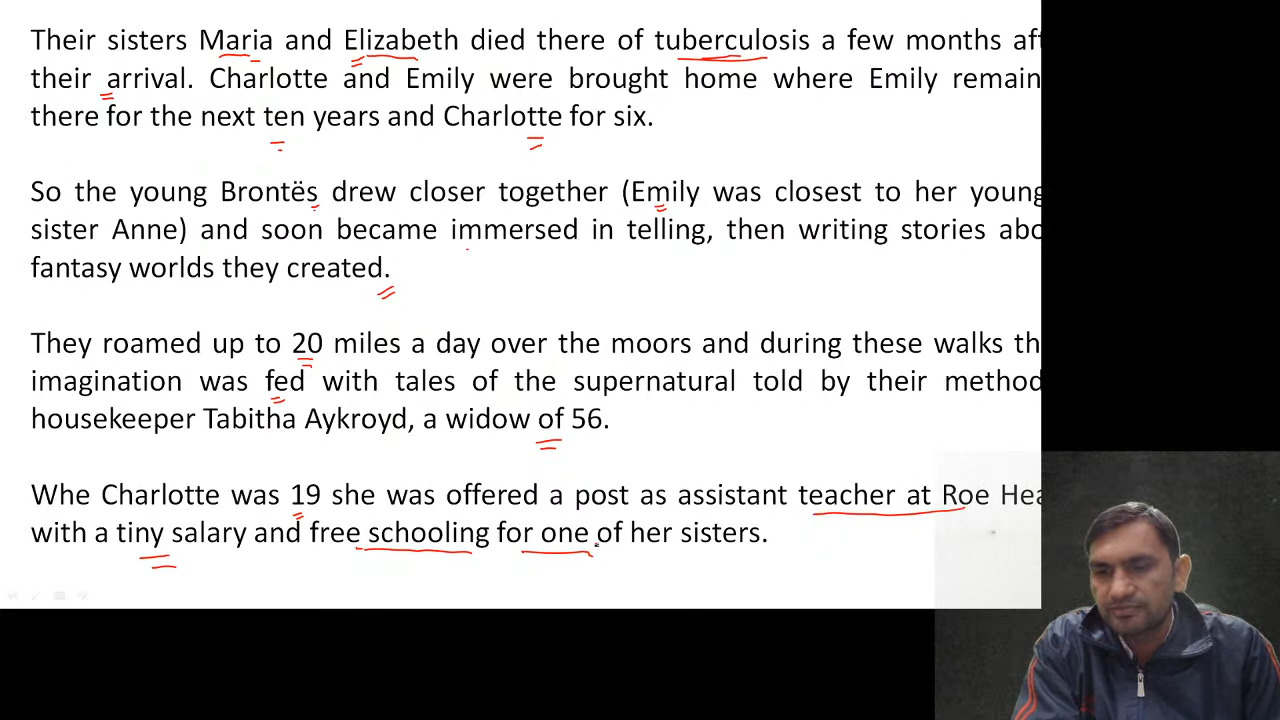 Their sisters Maria and Elizabeth died there of tuberculosis a few months
their arrival. Charlotte and Emily were brought home where Emily remain
there for the next ten years and Charlotte for six.
So the young Brontës drew closer together (Emily was closest to her young
sister Anne) and soon became immersed in telling, then writing stories abo
fantasy worlds they created.
They roamed up to 20 miles a day over the moors and during these walks th
imagination was fed with tales of the supernatural told by their method
housekeeper Tabitha Aykroyd, a widow of 56.
Whe Charlotte was 19 she was offered a post as assistant teacher at Roe Hea
with a tiny salary and free schooling for one of her sisters.